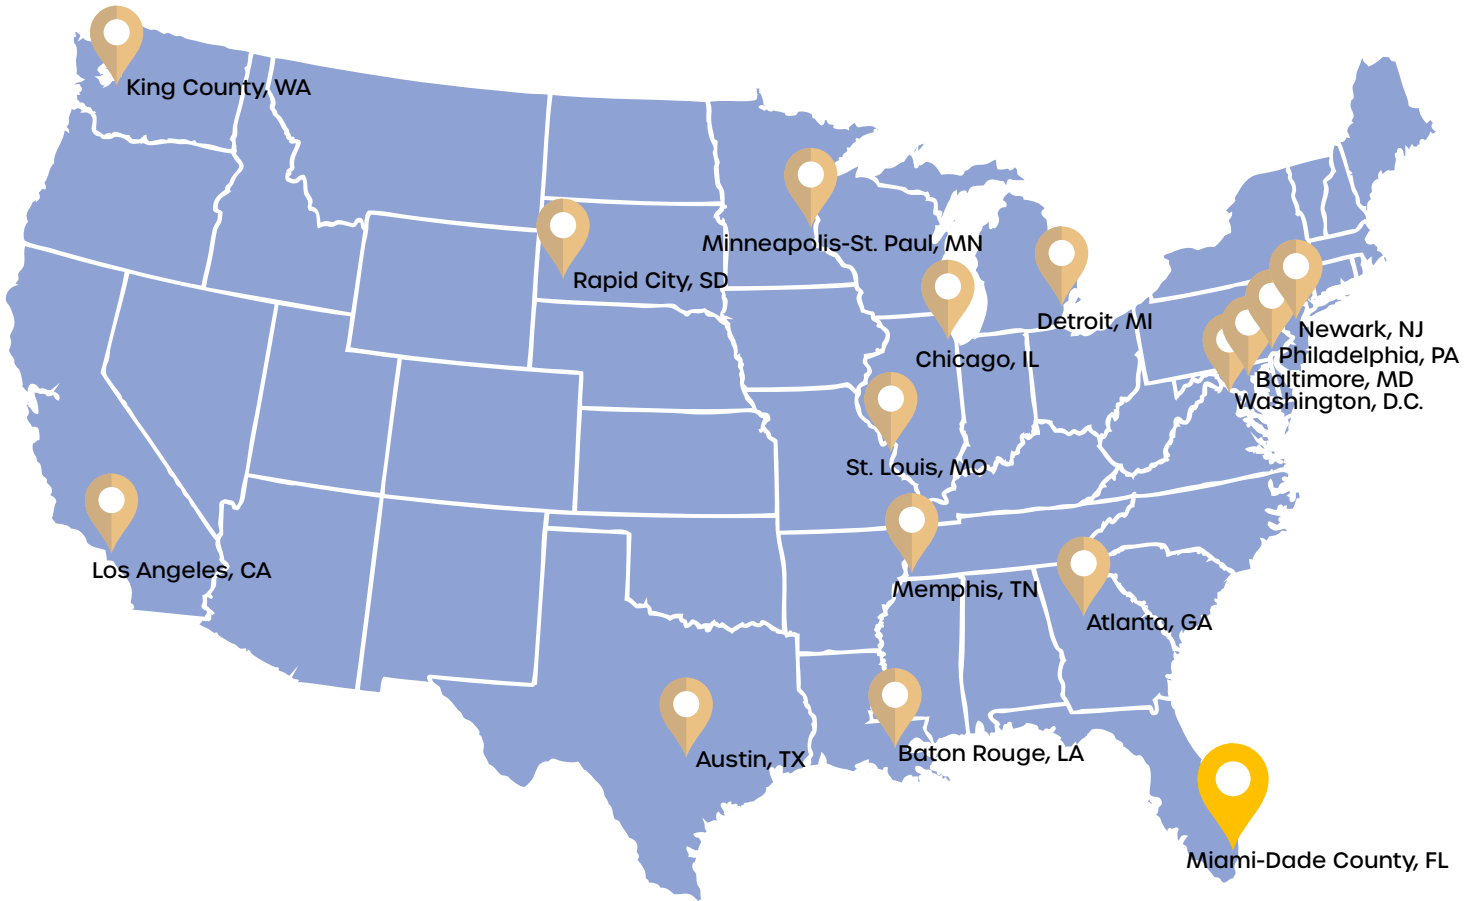 King County, WA
Minneapolis-St. Paul, MN
Rapid City, SD
Detroit, MI
Newark, NJ
Chicago, IL
Philadelphia, PA
Baltimore, MD
Washington, D.C.
St. Louis, MO
Los Angeles, CA
Memphis, TN
Atlanta, GA
Baton Rouge, LA
Austin, TX
Miami-Dade County, FL